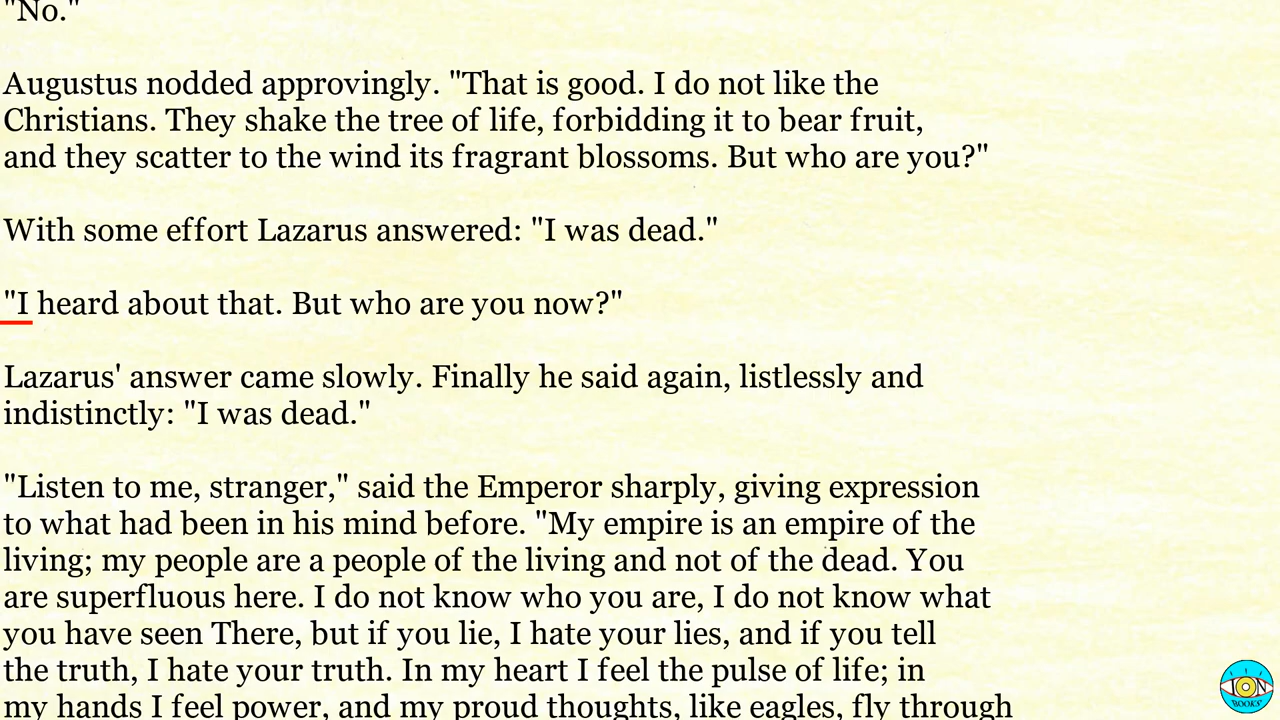 "No."
Augustus nodded approvingly. "That is good. I do not like the
Christians. They shake the tree of life, forbidding it to bear fruit,
and they scatter to the wind its fragrant blossoms. But who are you?"
With some effort Lazarus answered: "I was dead."
"I heard about that. But who are you now?"
Lazarus' answer came slowly. Finally he said again, listlessly and
indistinctly: "I was dead."
"Listen to me, stranger," said the Emperor sharply, giving expression
to what had been in his mind before. "My empire is an empire of the
living; my people are a people of the living and not of the dead. You
are superfluous here. I do not know who you are, I do not know what
you have seen There, but if you lie, I hate your lies, and if you tell
the truth, I hate your truth. In my heart I feel the pulse of life; in
my hands I feel power, and my proud thoughts, like eagles, fly through
I
ION
BOOKS